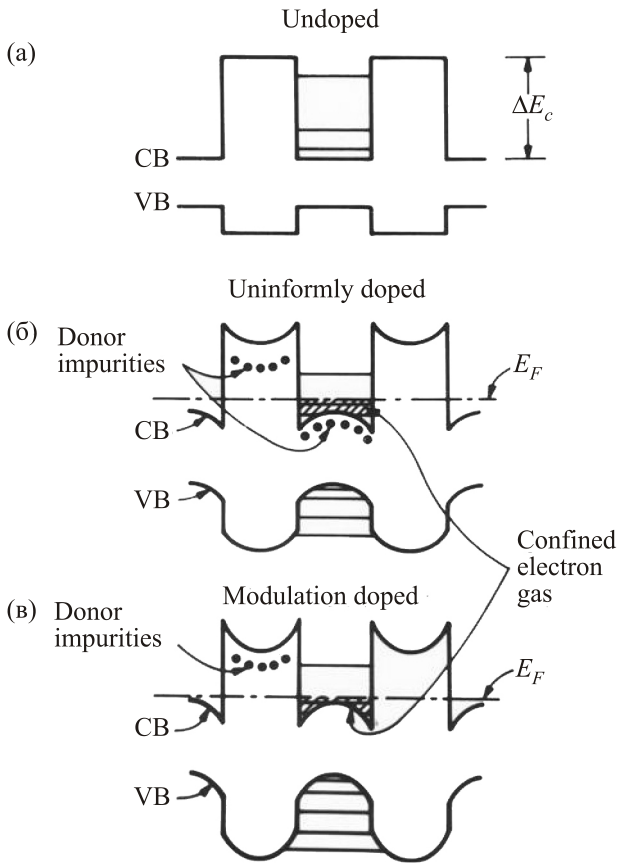 Undoped
(а)
ΔE_c
CB
VB
Uninformly doped
(б)
Donor
impurities
E_F
CB
VB
Confined
electron
gas
Modulation doped
(в)
Donor
impurities
E_F
CB
VB